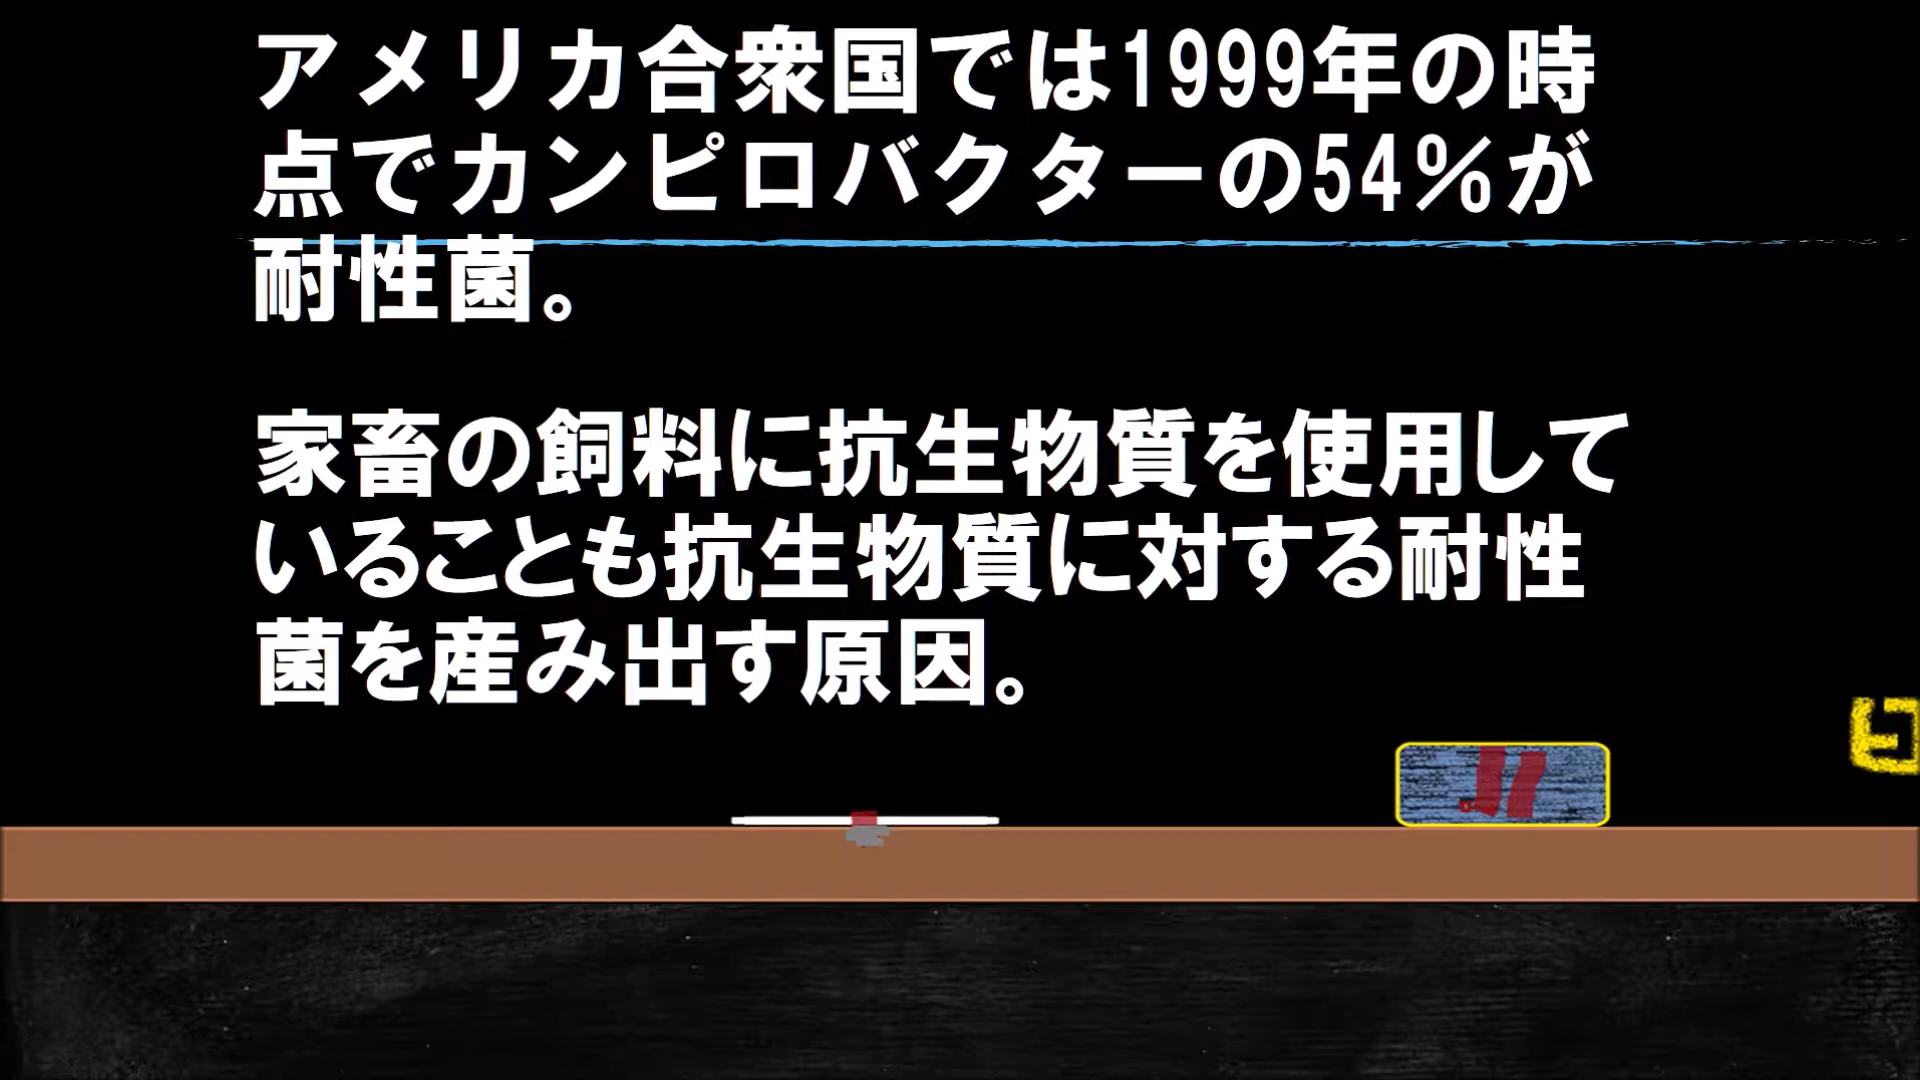 アメリカ合衆国では1999年の時
点でカンピロバクターの54％が
耐性菌。
家畜の飼料に抗生物質を使用して
いることも抗生物質に対する耐性
菌を産み出す原因。